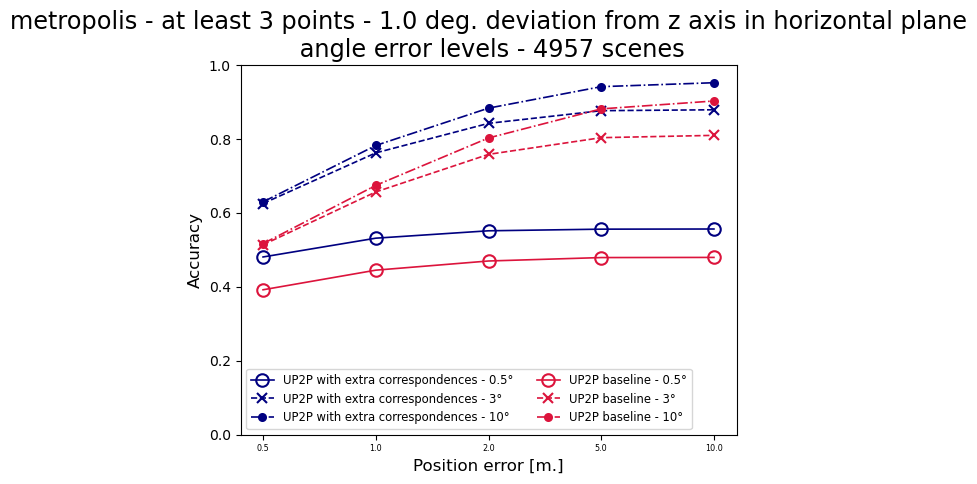 metropolis - at least 3 points - 1.0 deg. deviation from z axis in horizontal plane
angle error levels - 4957 scenes
1.0
0.8
0.6
0.4
0.2
0.0
Accuracy
UP2P with extra correspondences - 0.5°
UP2P with extra correspondences - 3°
UP2P with extra correspondences - 10°
UP2P baseline - 0.5°
UP2P baseline - 3°
UP2P baseline - 10°
0.5 1.0 2.0 5.0 10.0
Position error [m.]